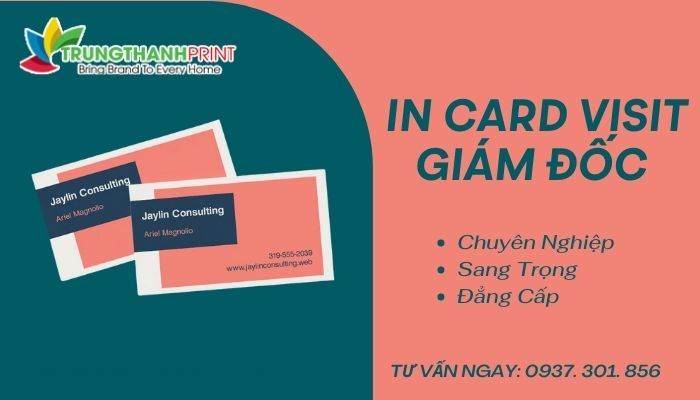 TRUNGTHANHPRINT
Bring Brand To Every Home
IN CARD VISIT
GIÁM ĐỐC
Chuyên Nghiệp
Sang Trọng
Đẳng Cấp
TƯ VẤN NGAY: 0937. 301. 856
Jaylin Consulting
Ariel Magnolio
Jaylin Consulting
Ariel Magnolio
319-555-2039
www.jaylinconsulting.web